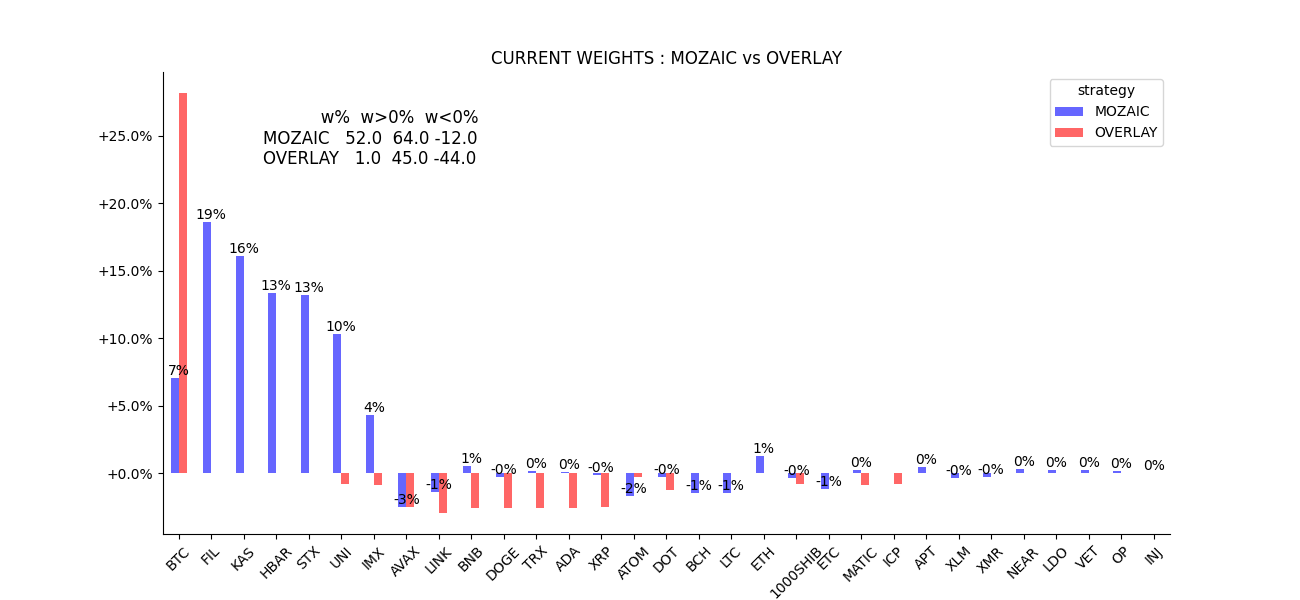 CURRENT WEIGHTS : MOZAIC vs OVERLAY
w% w>0% w<0%
MOZAIC 52.0 64.0 -12.0
OVERLAY 1.0 45.0 -44.0
strategy
MOZAIC
OVERLAY
+25.0%
+20.0%
+15.0%
+10.0%
+5.0%
+0.0%
7% 19% 16% 13% 13% 10% 4% -3% -1% 1% -0% 0% 0% -0% -2% -0% -1% -1% 1% -0% -1% 0% 0% -0% -0% 0% 0% 0% 0% 0%
BTC FIL KAS HBAR STX UNI IMX AVAX LINK BNB DOGE TRX ADA XRP ATOM DOT BCH LTC ETH 1000SHIB ETC MATIC ICP APT XLM XMR NEAR LDO VET OP INJ